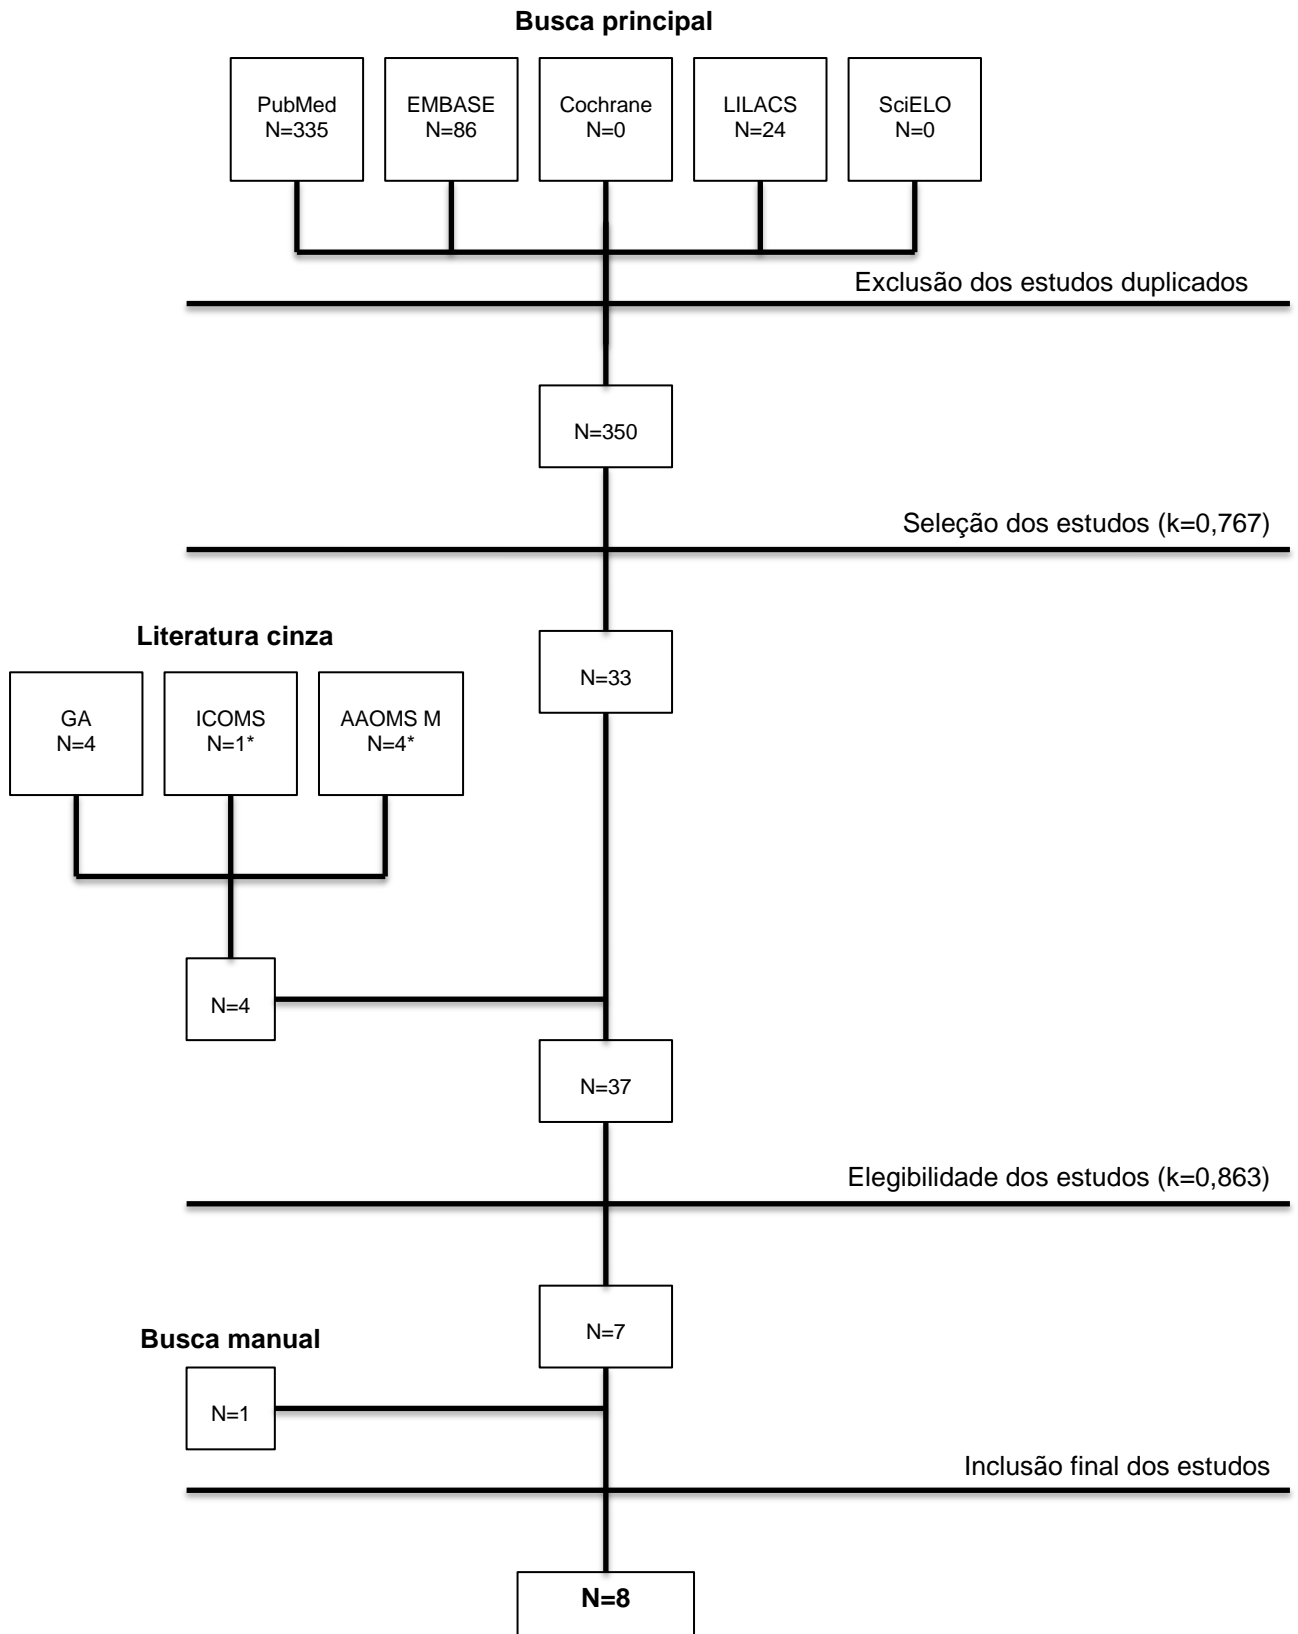 Busca principal
PubMed
N=335
EMBASE
N=86
Cochrane
N=0
LILACS
N=24
SciELO
N=0
Exclusão dos estudos duplicados
N=350
Seleção dos estudos (k=0,767)
N=33
Literatura cinza
GA
N=4
ICOMS
N=1*
AAOMS M
N=4*
N=4
N=37
Elegibilidade dos estudos (k=0,863)
N=7
Busca manual
N=1
Inclusão final dos estudos
N=8